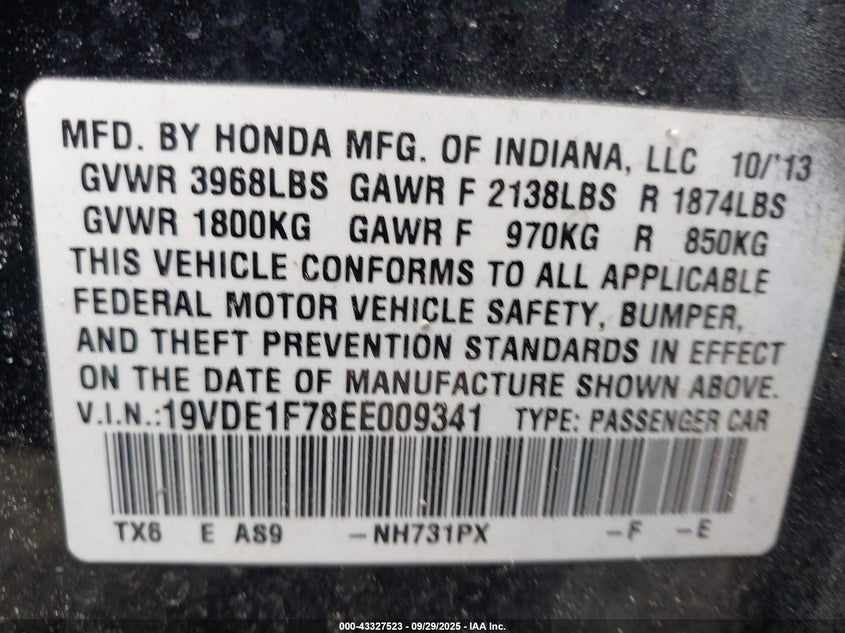 MFD. BY HONDA MFG. OF INDIANA, LLC 10/'13
GVWR 3968LBS GAWR F 2138LBS R 1874LBS
GVWR 1800KG GAWR F 970KG R 850KG
THIS VEHICLE CONFORMS TO ALL APPLICABLE
FEDERAL MOTOR VEHICLE SAFETY, BUMPER,
AND THEFT PREVENTION STANDARDS IN EFFECT
ON THE DATE OF MANUFACTURE SHOWN ABOVE.
V.I.N.:19VDE1F78EE009341 TYPE: PASSENGER CAR
TX6 E AS9 -NH731PX -F -E
000-43327523 - 09/29/2025 - IAA Inc.